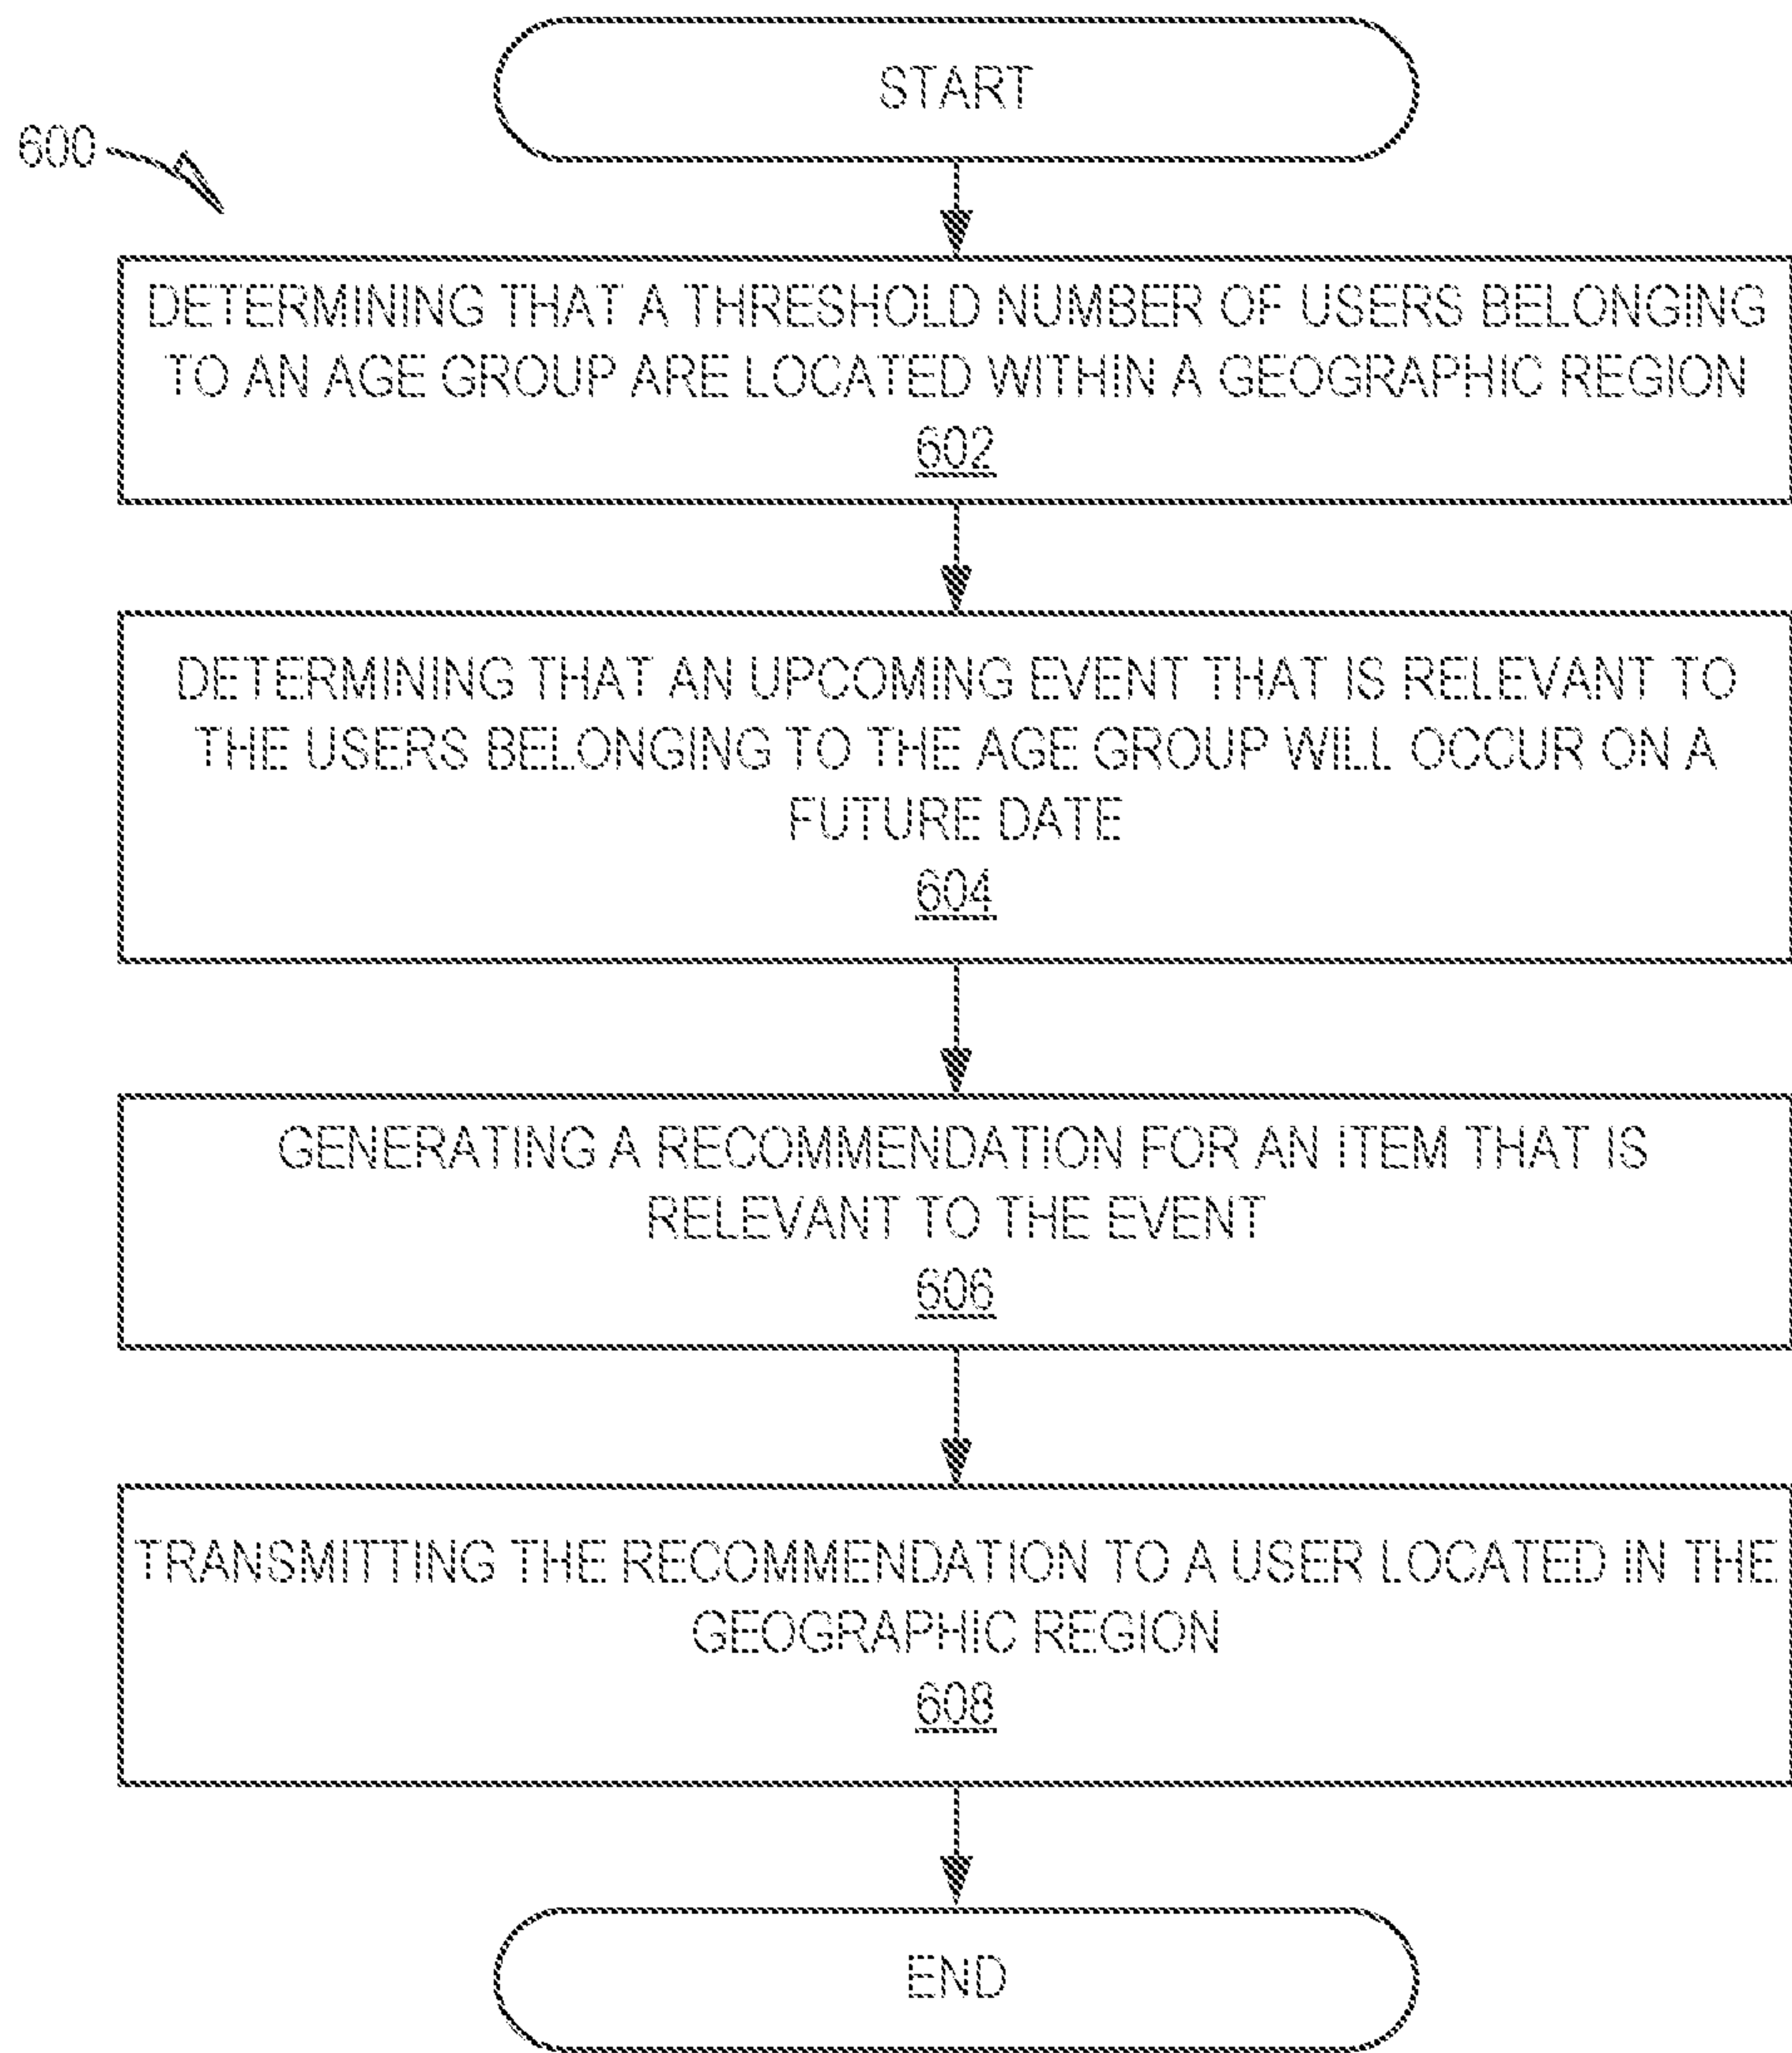 START
600
DETERMINING THAT A THRESHOLD NUMBER OF USERS BELONGING
TO AN AGE GROUP ARE LOCATED WITHIN A GEOGRAPHIC REGION
602
DETERMINING THAT AN UPCOMING EVENT THAT IS RELEVANT TO
THE USERS BELONGING TO THE AGE GROUP WILL OCCUR ON A
FUTURE DATE
604
GENERATING A RECOMMENDATION FOR AN ITEM THAT IS
RELEVANT TO THE EVENT
606
TRANSMITTING THE RECOMMENDATION TO A USER LOCATED IN THE
GEOGRAPHIC REGION
608
END